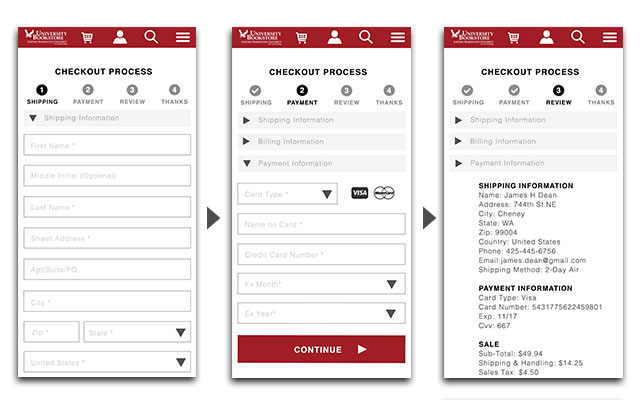 UNIVERSITY
BOOKSTORE
CHECKOUT PROCESS
1 2 3 4
SHIPPING PAYMENT REVIEW THANKS
Shipping Information
First Name *
Middle Initial (Optional)
Last Name *
Street Address *
Apt/Suite/PO
City *
Zip * State *
United States *
UNIVERSITY
BOOKSTORE
CHECKOUT PROCESS
2 3 4
SHIPPING PAYMENT REVIEW THANKS
Shipping Information
Billing Information
Payment Information
Card Type * VISA MasterCard
Name on Card *
Credit Card Number *
Ex Month*
Ex Year*
CONTINUE
UNIVERSITY
BOOKSTORE
CHECKOUT PROCESS
3 4
SHIPPING PAYMENT REVIEW THANKS
Shipping Information
Billing Information
Payment Information
SHIPPING INFORMATION
Name: James H Dean
Address: 744th St NE
City: Cheney
State: WA
Zip: 99004
Country: United States
Phone: 425-445-6756
Email:james.dean@gmail.com
Shipping Method: 2-Day Air
PAYMENT INFORMATION
Card Type: Visa
Card Number: 5431775622459801
Exp: 11/17
Cvv: 667
SALE
Sub-Total: $49.94
Shipping & Handling: $14.25
Sales Tax: $4.50